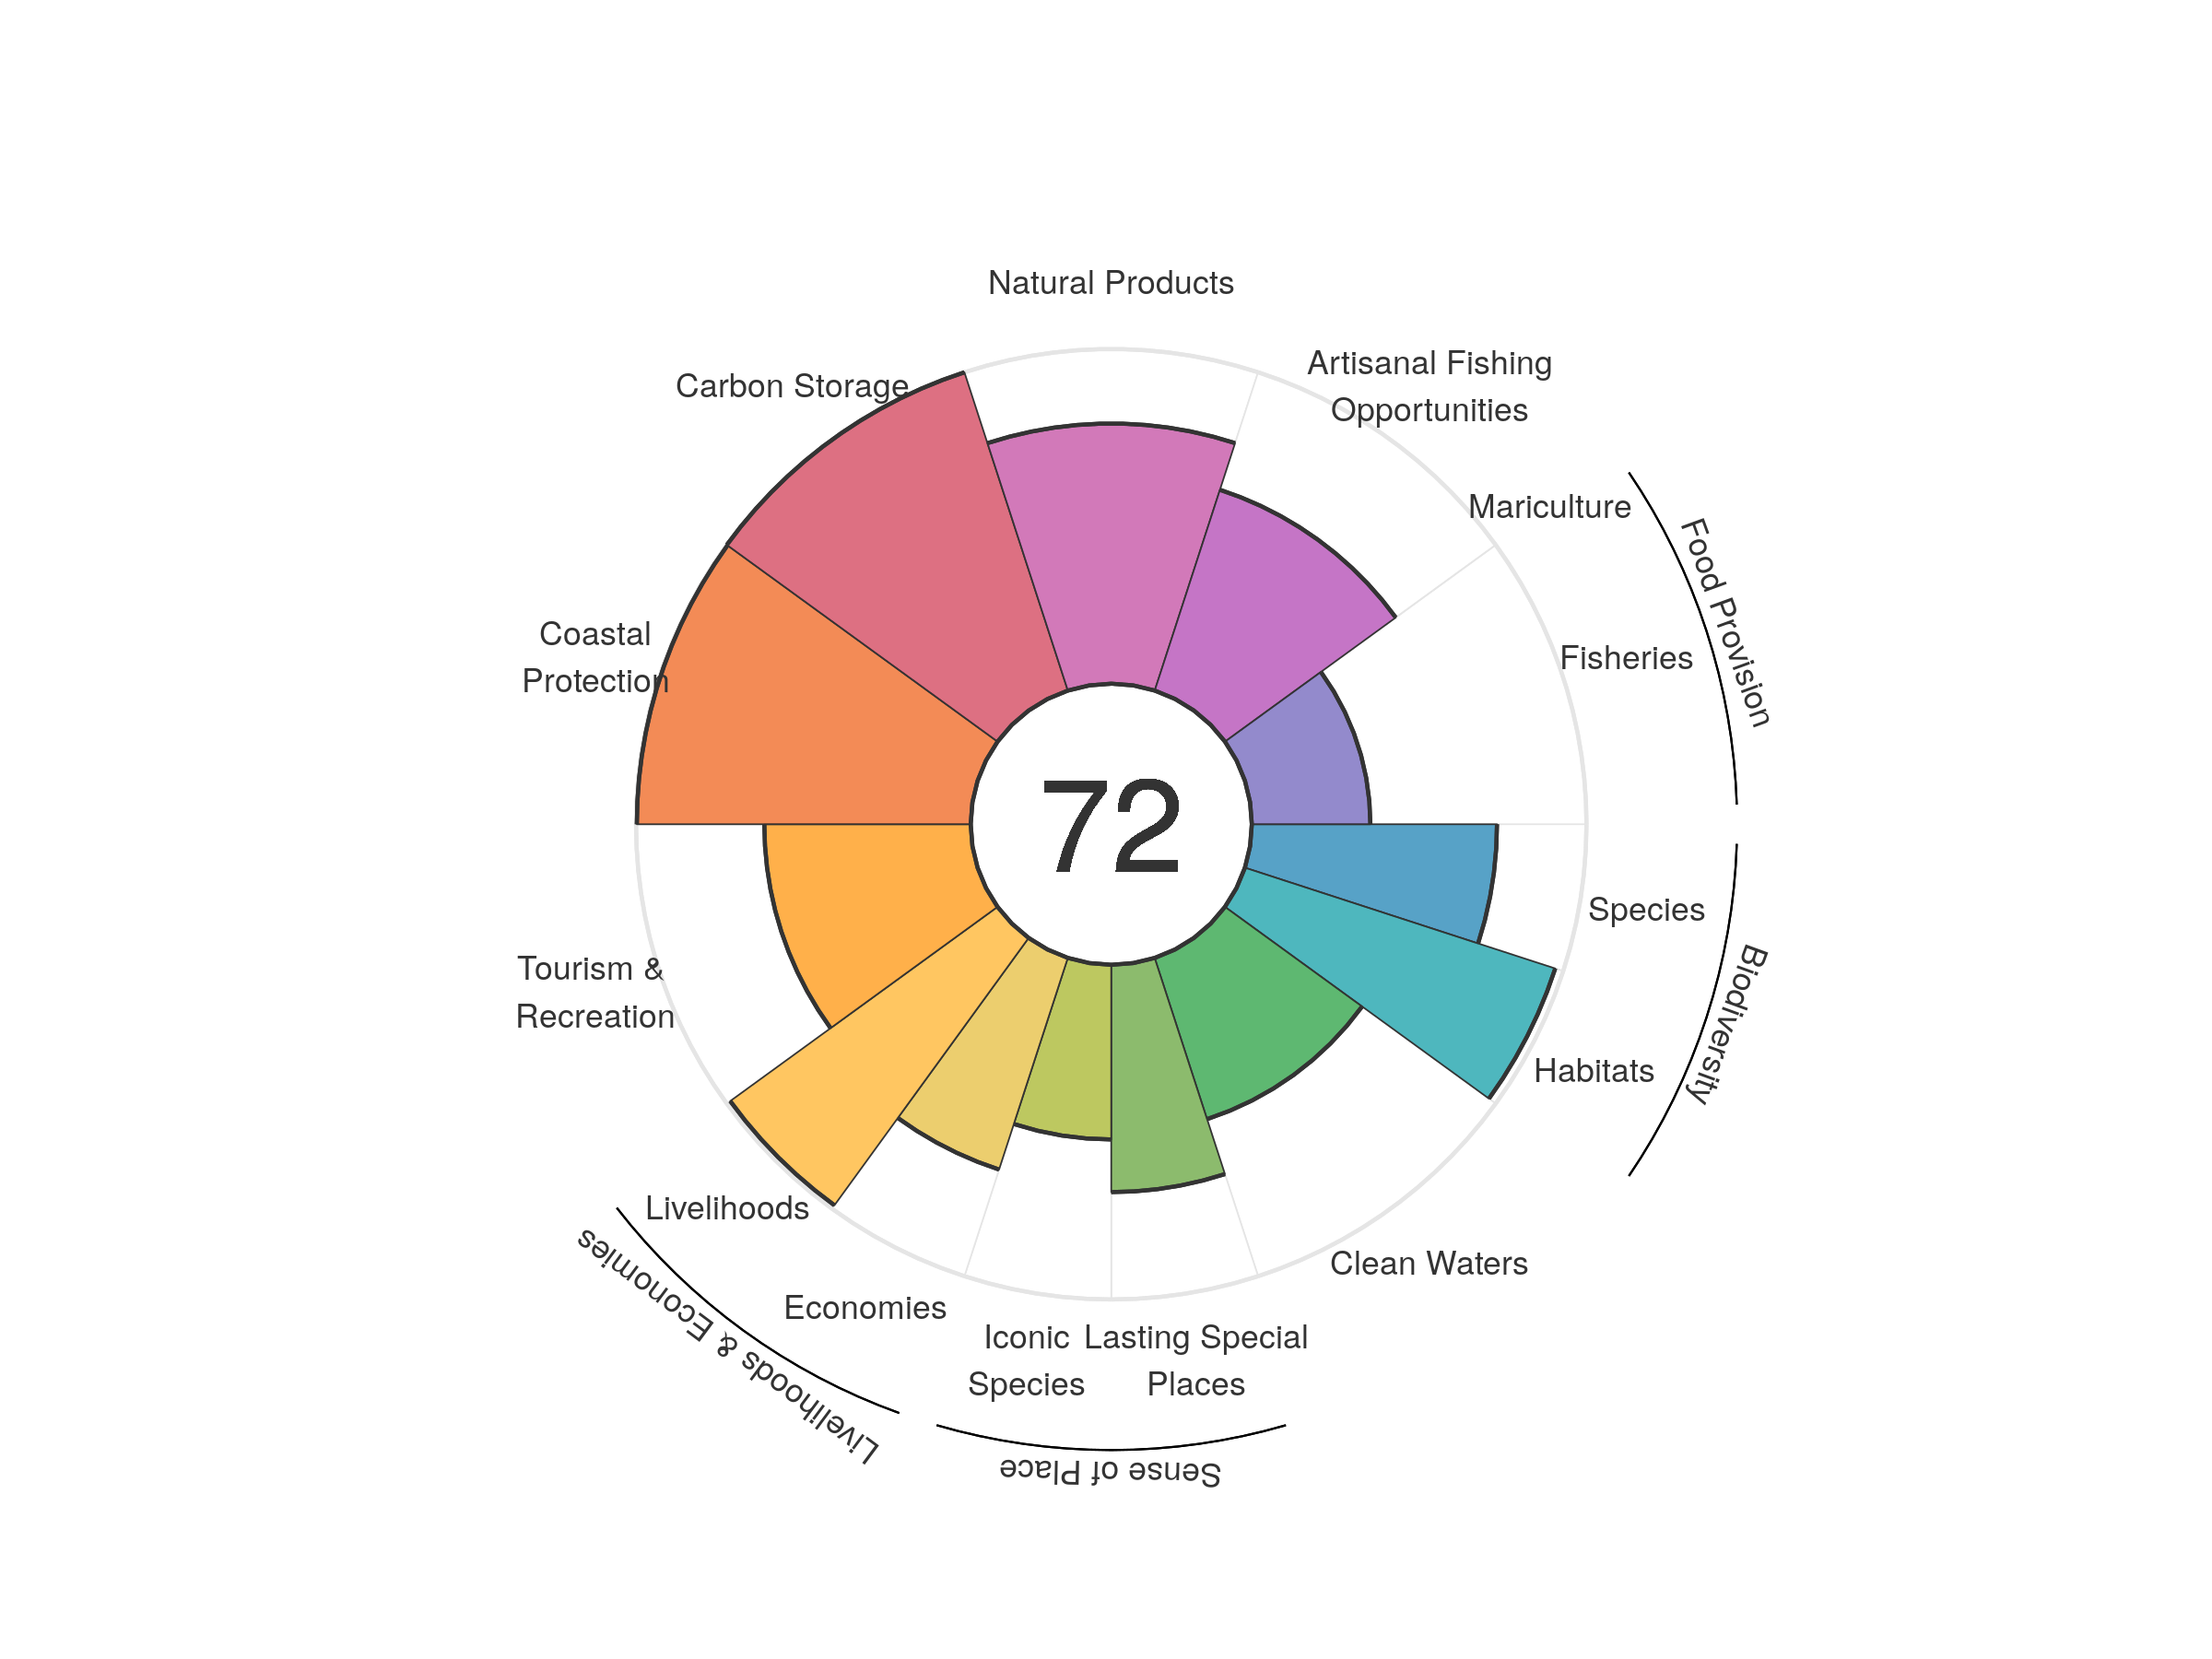 Natural Products
Artisanal Fishing
Opportunities
Carbon Storage
Mariculture
Food Provision
Coastal
Protection
Fisheries
72
Species
Biodiversity
Tourism &
Recreation
Habitats
Livelihoods
Clean Waters
Livelihoods & Economies
Economies
Iconic
Species
Lasting Special
Places
Sense of Place